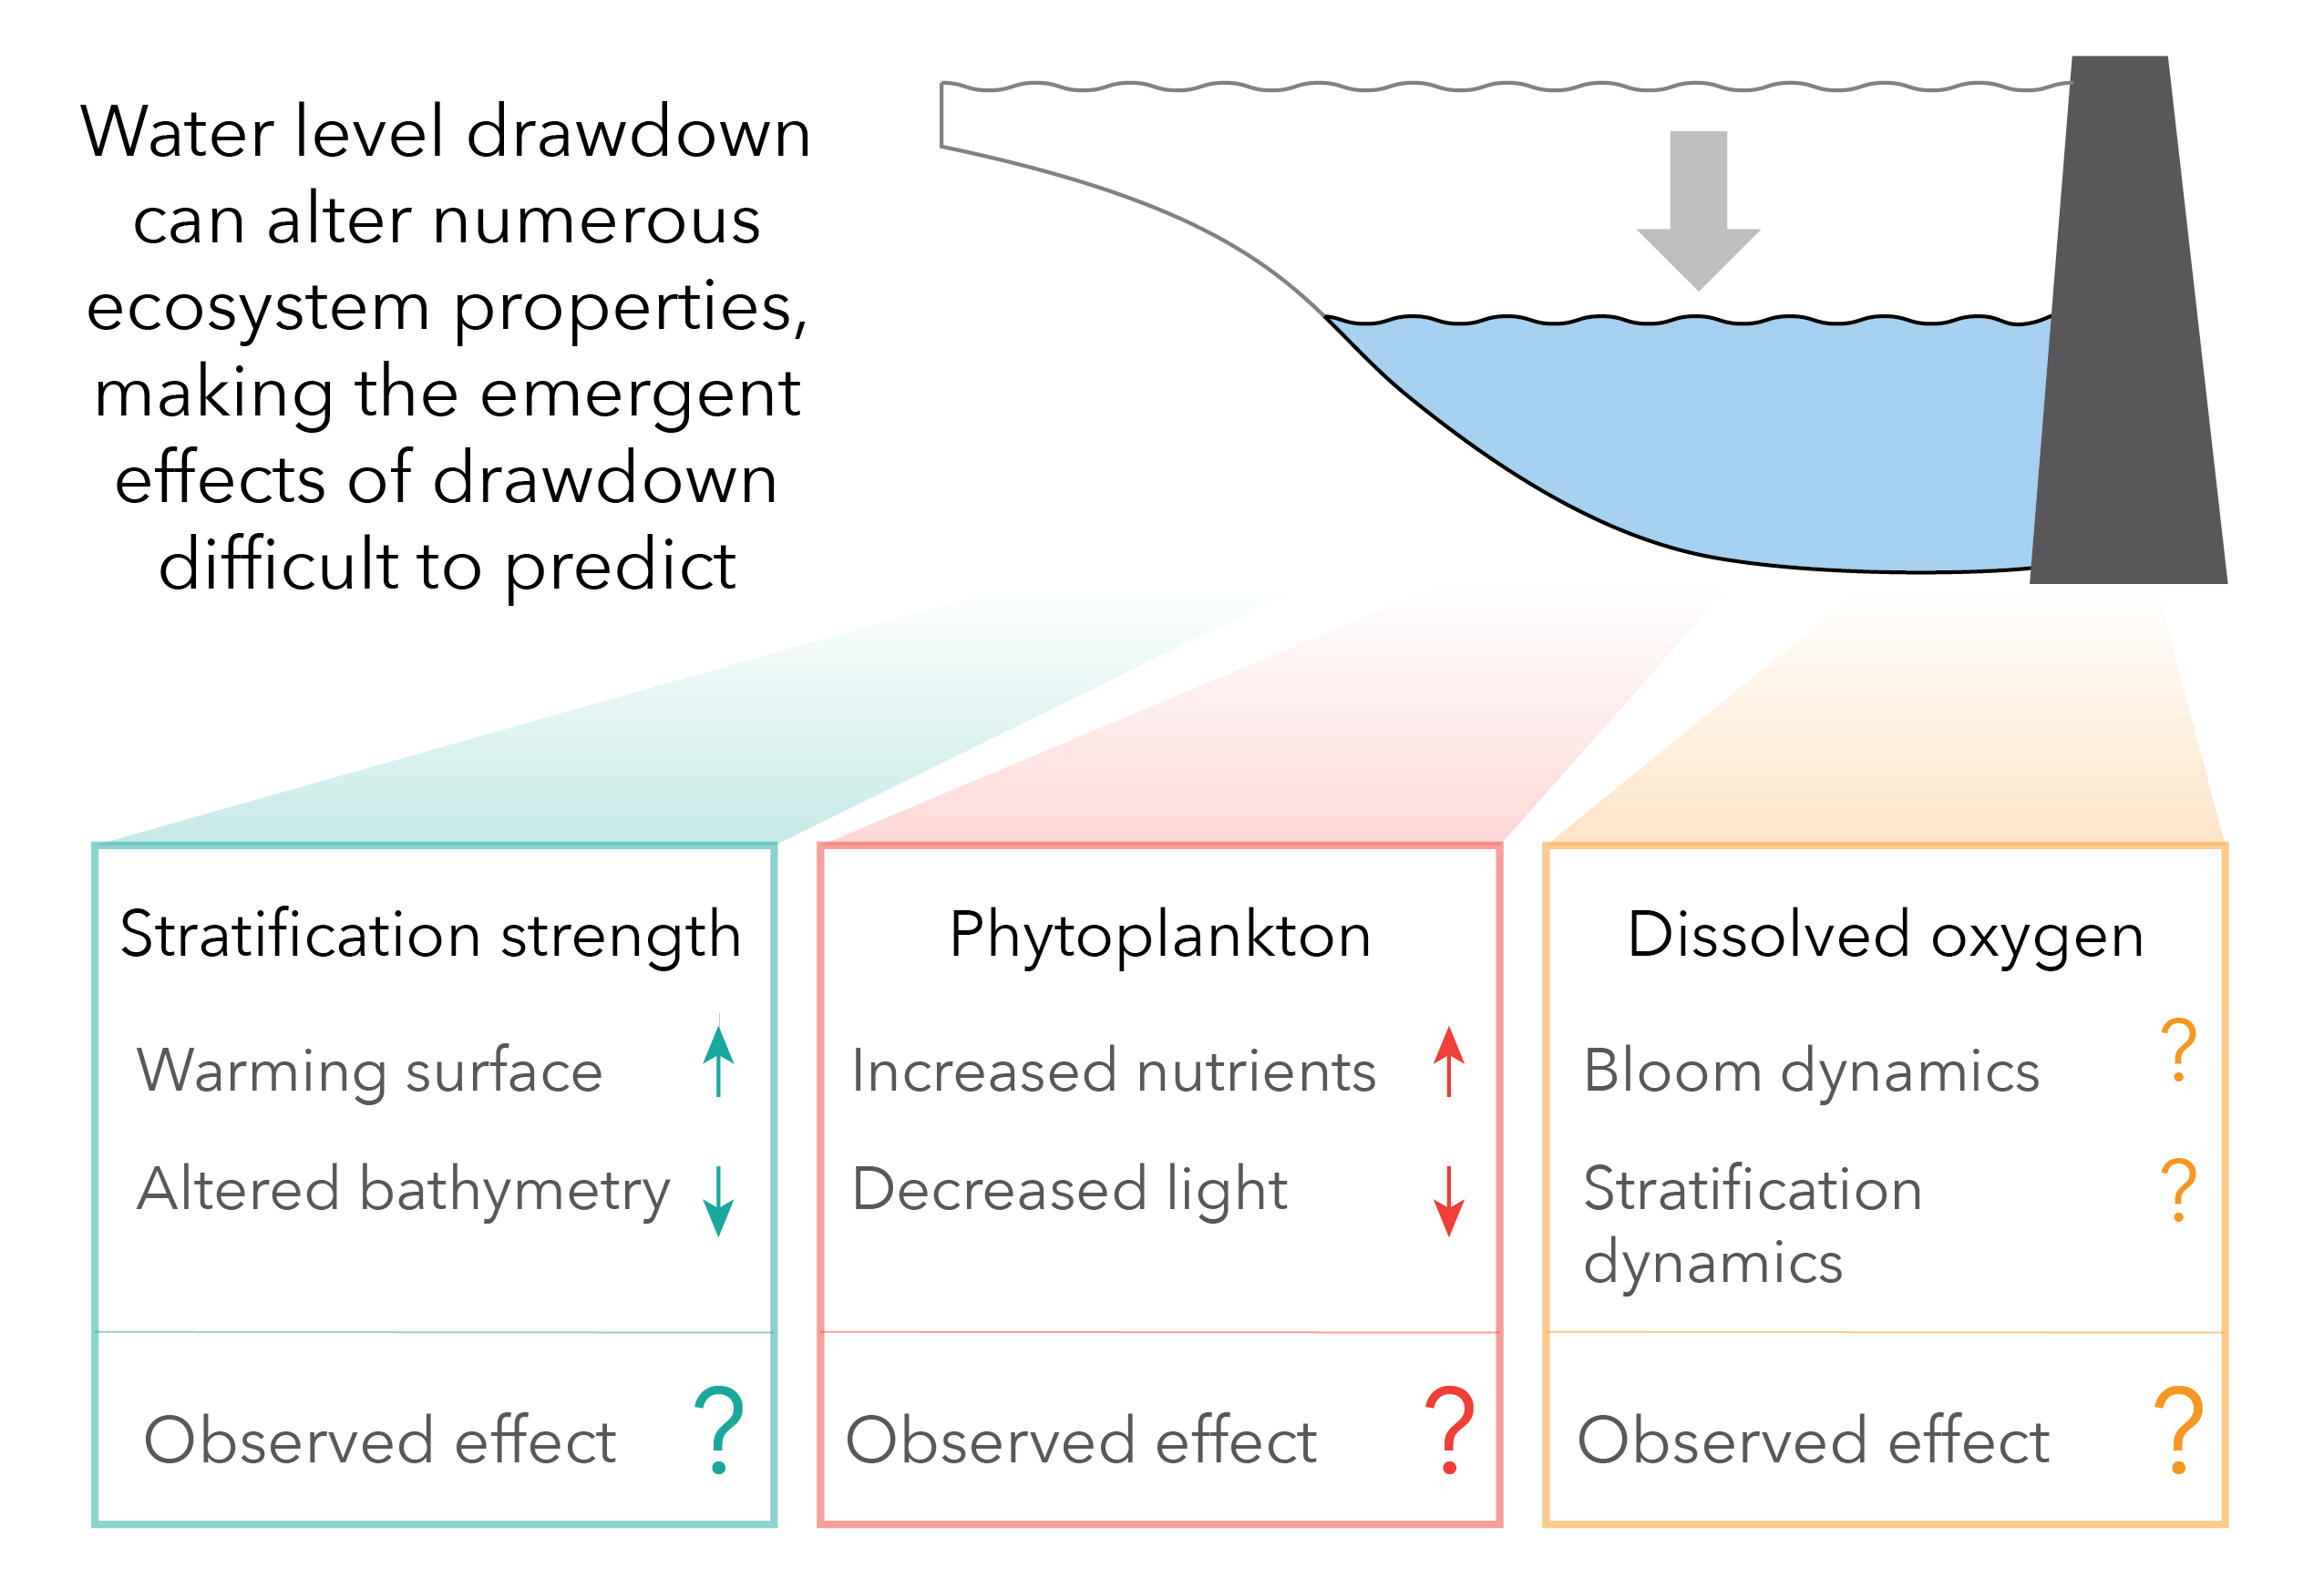 Water level drawdown
can alter numerous
ecosystem properties,
making the emergent
effects of drawdown
difficult to predict
Stratification strength
Warming surface
Altered bathymetry
Observed effect ?
Phytoplankton
Increased nutrients
Decreased light
Observed effect ?
Dissolved oxygen
Bloom dynamics ?
Stratification ?
dynamics
Observed effect ?